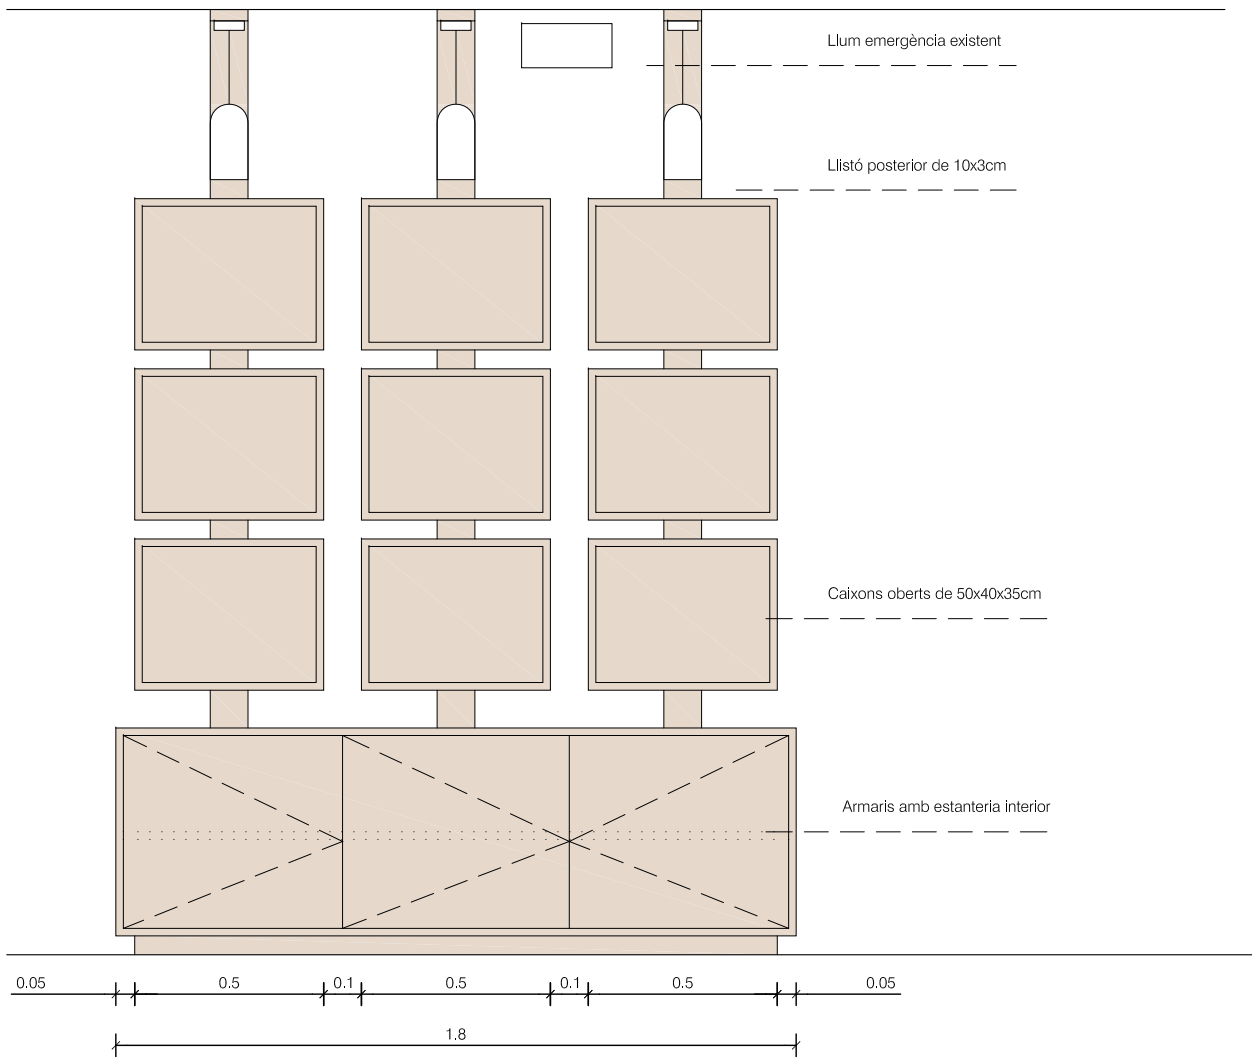 Llum emergència existent
Llistó posterior de 10x3cm
Caixons oberts de 50x40x35cm
Armaris amb estanteria interior
0.05 0.5 0.1 0.5 0.1 0.5 0.05
1.8